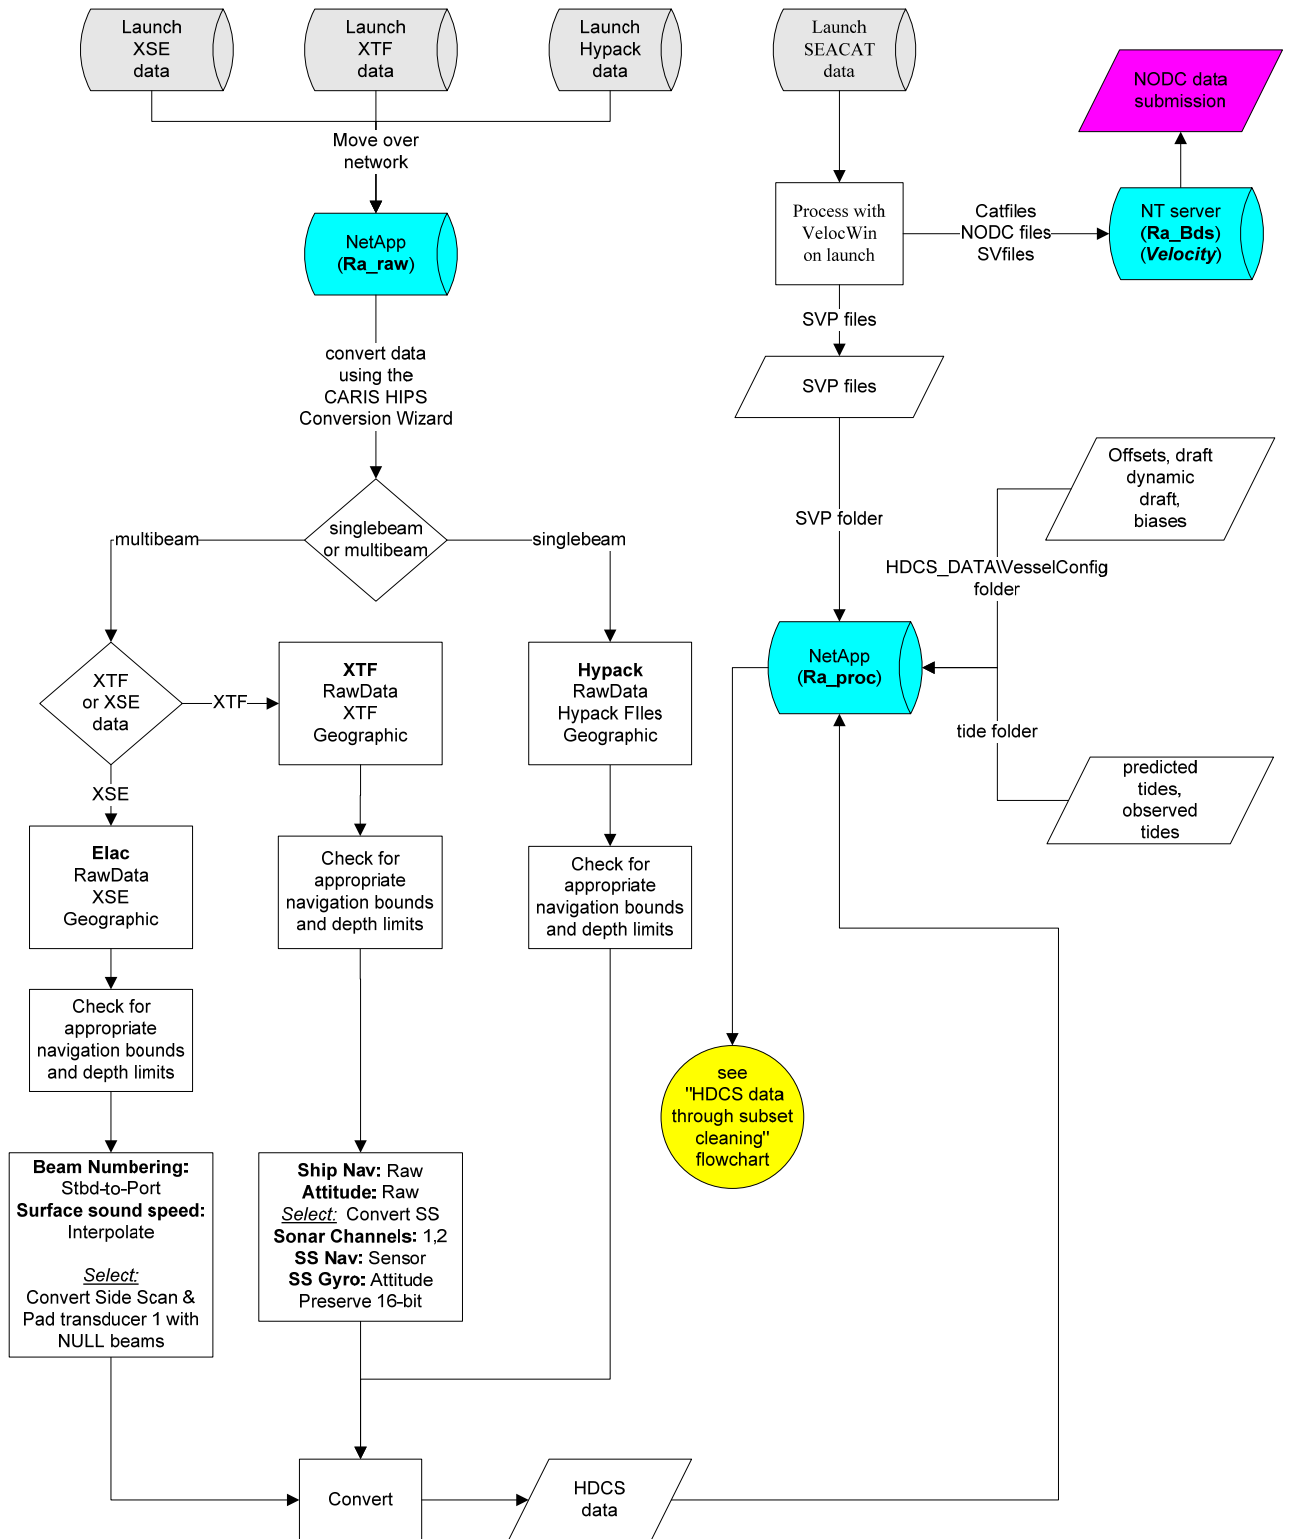 Launch
XSE
data
Launch
XTF
data
Launch
Hypack
data
Launch
SEACAT
data
NODC data
submission
Move over
network
NetApp
(Ra_raw)
Process with
VelocWin
on launch
Catfiles
NODC files
SVfiles
NT server
(Ra_Bds)
(Velocity)
SVP files
SVP files
convert data
using the
CARIS HIPS
Conversion Wizard
singlebeam
or multibeam
multibeam
singlebeam
SVP folder
Offsets, draft
dynamic
draft,
biases
HDCS_DATA\VesselConfig
folder
NetApp
(Ra_proc)
tide folder
predicted
tides,
observed
tides
XTF
or XSE
data
XTF
XSE
XTF
RawData
XTF
Geographic
Hypack
RawData
Hypack FIles
Geographic
Elac
RawData
XSE
Geographic
Check for
appropriate
navigation bounds
and depth limits
Check for
appropriate
navigation bounds
and depth limits
Check for
appropriate
navigation bounds
and depth limits
see
"HDCS data
through subset
cleaning"
flowchart
Beam Numbering:
Stbd-to-Port
Surface sound speed:
Interpolate
Select:
Convert Side Scan &
Pad transducer 1 with
NULL beams
Ship Nav: Raw
Attitude: Raw
Select: Convert SS
Sonar Channels: 1,2
SS Nav: Sensor
SS Gyro: Attitude
Preserve 16-bit
Convert
HDCS
data